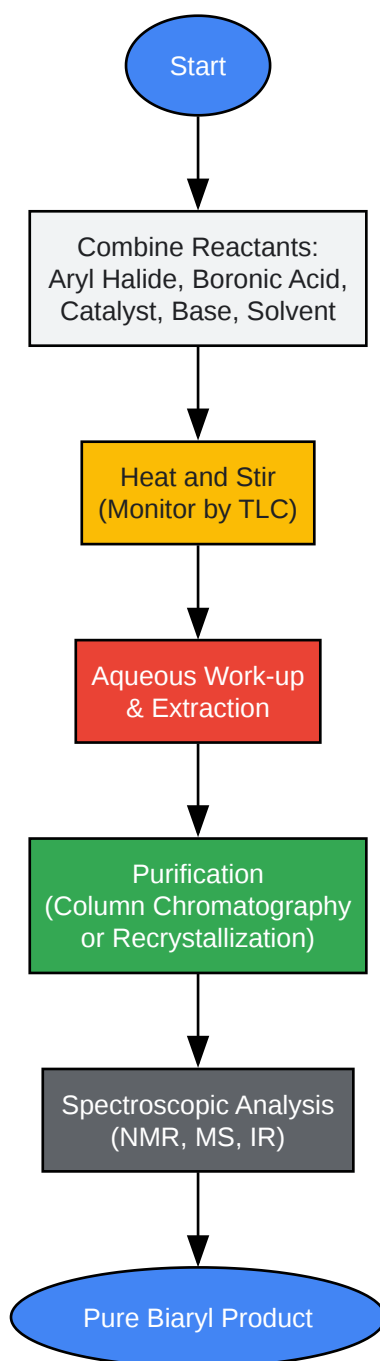 Start
Combine Reactants:
Aryl Halide, Boronic Acid,
Catalyst, Base, Solvent
Heat and Stir
(Monitor by TLC)
Aqueous Work-up
& Extraction
Purification
(Column Chromatography
or Recrystallization)
Spectroscopic Analysis
(NMR, MS, IR)
Pure Biaryl Product